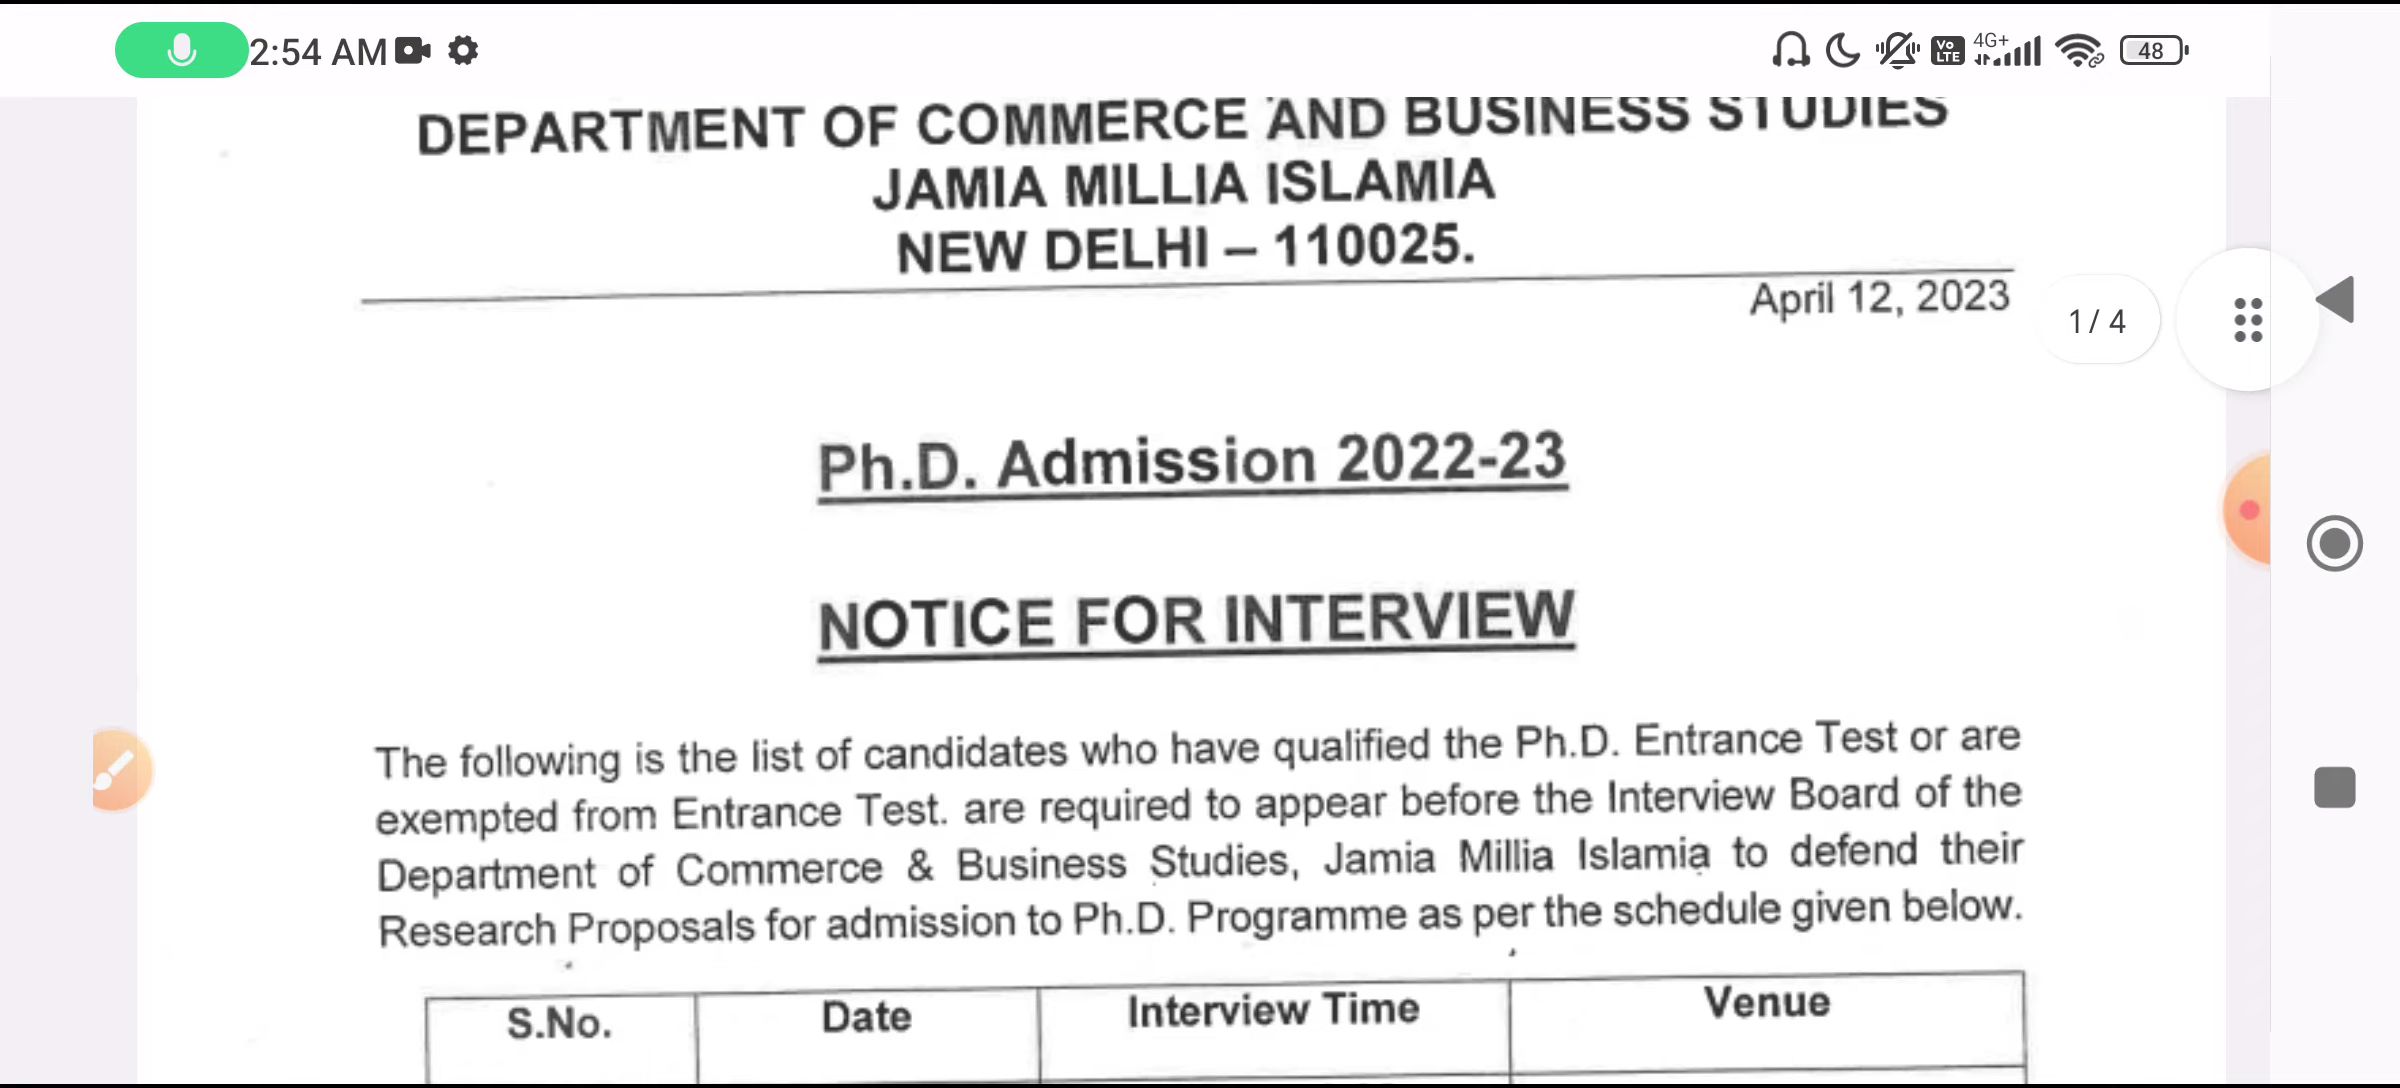 2:54 AM
4G+
Vo LTE
48
DEPARTMENT OF COMMERCE AND BUSINESS STUDIES
JAMIA MILLIA ISLAMIA
NEW DELHI – 110025.
April 12, 2023
1/ 4
Ph.D. Admission 2022-23
NOTICE FOR INTERVIEW
The following is the list of candidates who have qualified the Ph.D. Entrance Test or are
exempted from Entrance Test. are required to appear before the Interview Board of the
Department of Commerce & Business Studies, Jamia Millia Islamia to defend their
Research Proposals for admission to Ph.D. Programme as per the schedule given below.
S.No. Date Interview Time Venue